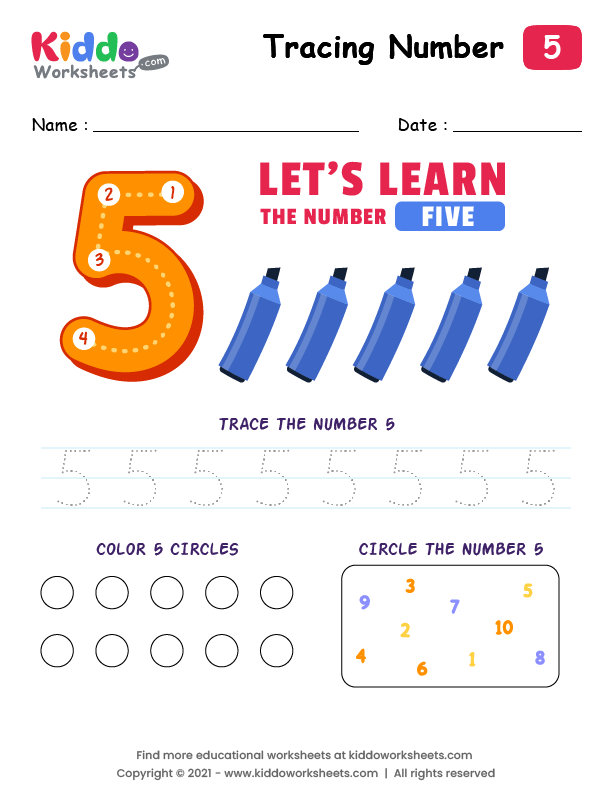 Kiddo
Worksheets
.com
Tracing Number 5
Name : Date :
LET'S LEARN
THE NUMBER FIVE
2 1
3
4
TRACE THE NUMBER 5
5 5 5 5 5 5 5 5
COLOR 5 CIRCLES
CIRCLE THE NUMBER 5
3 5
9 7
2 10
4 6 1 8
Find more educational worksheets at kiddoworksheets.com
Copyright © 2021 - www.kiddoworksheets.com | All rights reserved